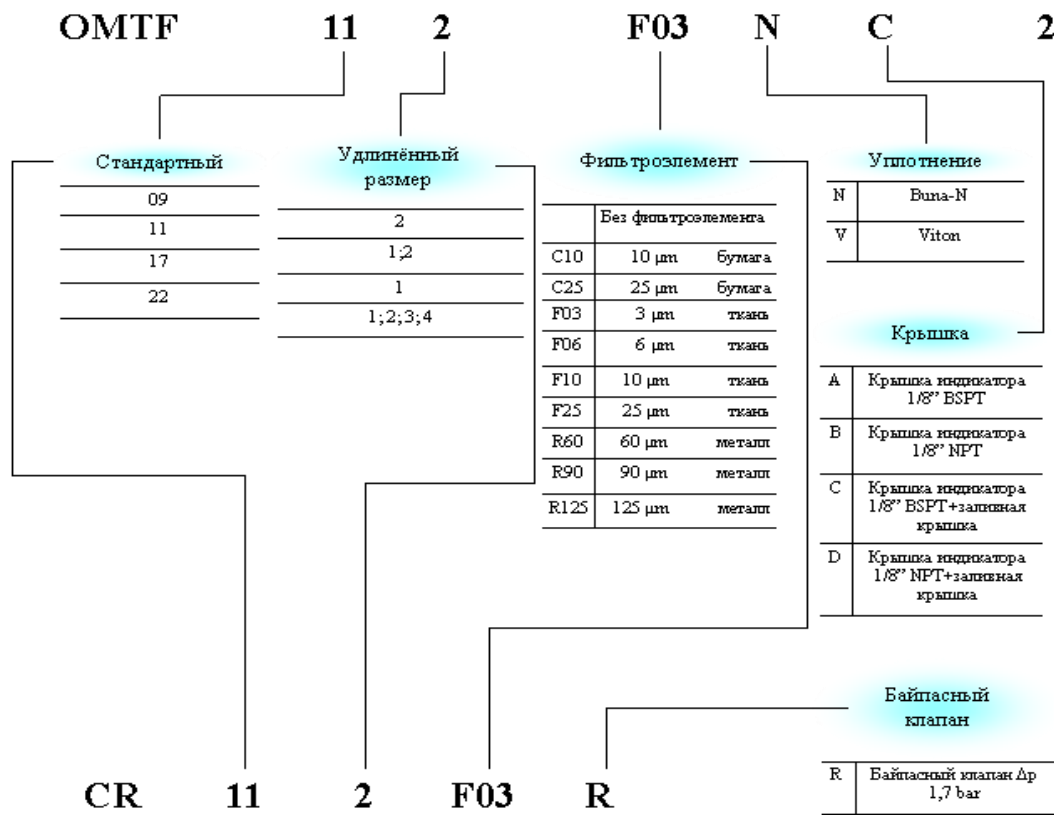 OMTF 11 2 F03 N C 2
Стандартный
09
11
17
22
Удлинённый
размер
2
1;2
1
1;2;3;4
Фильтроэлемент
Без фильтроэлемента
C10 10 μm бумага
C25 25 μm бумага
F03 3 μm ткань
F06 6 μm ткань
F10 10 μm ткань
F25 25 μm ткань
R60 60 μm металл
R90 90 μm металл
R125 125 μm металл
Уплотнение
N Buna-N
V Viton
Крышка
A Крышка индикатора
1/8” BSPT
B Крышка индикатора
1/8” NPT
C Крышка индикатора
1/8” BSPT+заливная
крышка
D Крышка индикатора
1/8” NPT+заливная
крышка
Байпасный
клапан
R Байпасный клапан Δp
1,7 bar
CR 11 2 F03 R